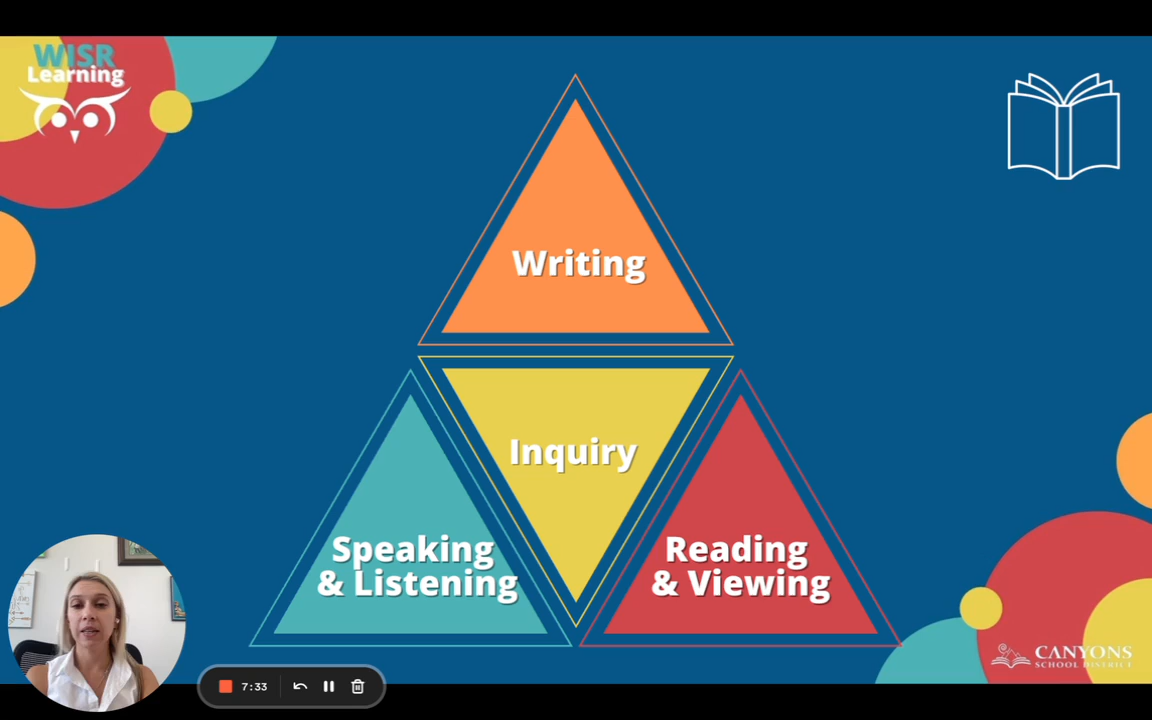 WISR
Learning
Writing
Inquiry
Speaking
& Listening
Reading
& Viewing
7:33
CANYONS
SCHOOL DISTRICT